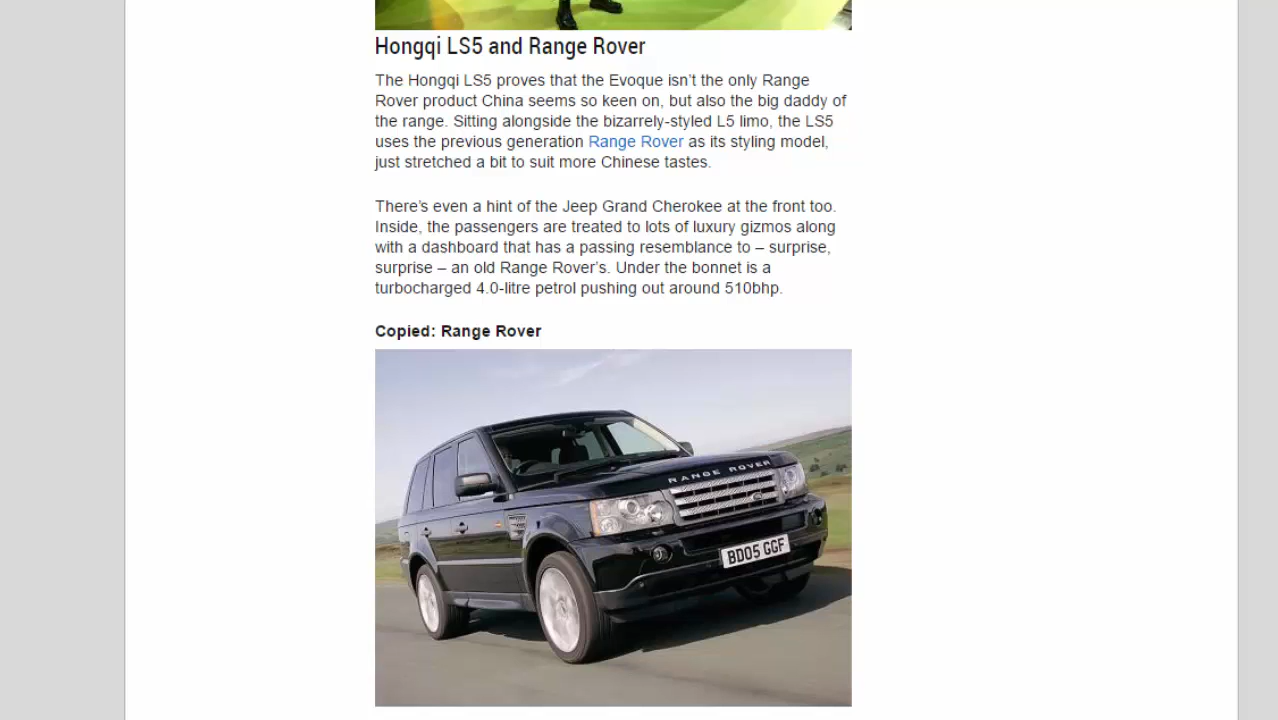 Hongqi LS5 and Range Rover
The Hongqi LS5 proves that the Evoque isn’t the only Range
Rover product China seems so keen on, but also the big daddy of
the range. Sitting alongside the bizarrely-styled L5 limo, the LS5
uses the previous generation Range Rover as its styling model,
just stretched a bit to suit more Chinese tastes.
There’s even a hint of the Jeep Grand Cherokee at the front too.
Inside, the passengers are treated to lots of luxury gizmos along
with a dashboard that has a passing resemblance to – surprise,
surprise – an old Range Rover’s. Under the bonnet is a
turbocharged 4.0-litre petrol pushing out around 510bhp.
Copied: Range Rover
RANGE ROVER
BD05 GGF